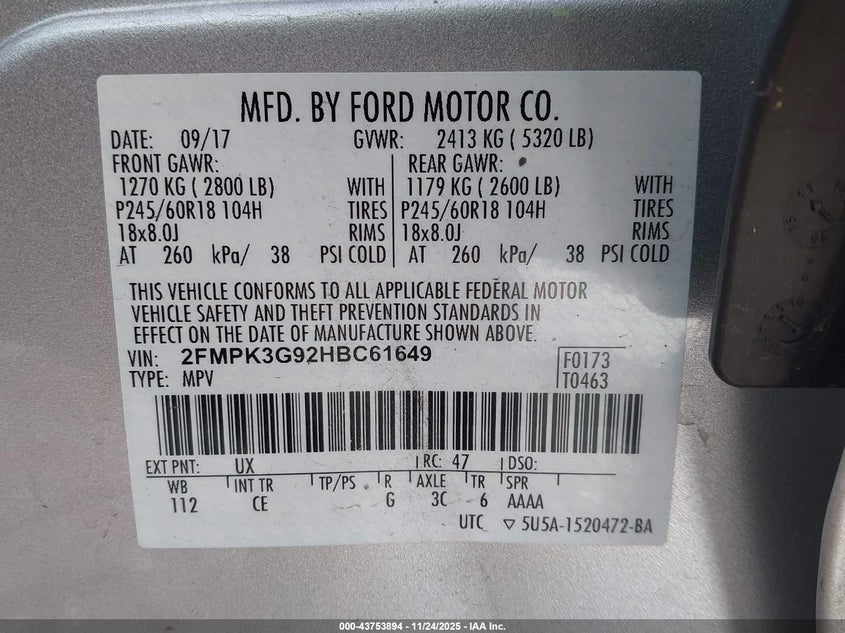 MFD. BY FORD MOTOR CO.
DATE: 09/17 GVWR: 2413 KG ( 5320 LB)
FRONT GAWR: REAR GAWR:
1270 KG ( 2800 LB) WITH 1179 KG ( 2600 LB) WITH
P245/60R18 104H TIRES P245/60R18 104H TIRES
18x8.0J RIMS 18x8.0J RIMS
AT 260 kPa/ 38 PSI COLD AT 260 kPa/ 38 PSI COLD
THIS VEHICLE CONFORMS TO ALL APPLICABLE FEDERAL MOTOR
VEHICLE SAFETY AND THEFT PREVENTION STANDARDS IN
EFFECT ON THE DATE OF MANUFACTURE SHOWN ABOVE.
VIN: 2FMPK3G92HBC61649 F0173
TYPE: MPV T0463
EXT PNT: UX RC: 47 DSO:
WB INT TR TP/PS R AXLE TR SPR
112 CE G 3C 6 AAAA
UTC ▽ 5U5A-1520472-BA
000-43753894 - 11/24/2025 - IAA Inc.